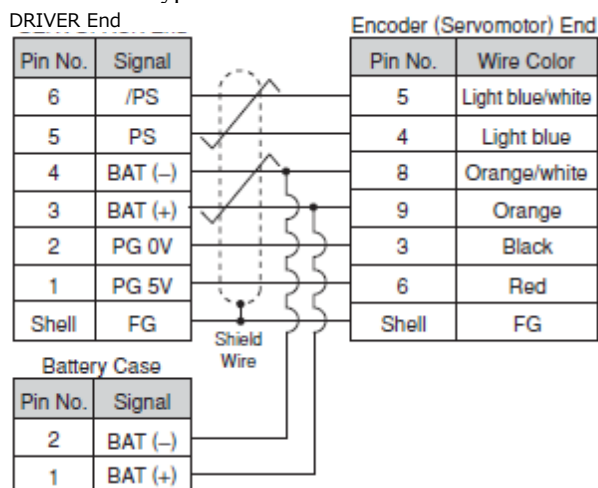 DRIVER End
Encoder (Servomotor) End
Pin No. Signal Pin No. Wire Color
6 /PS 5 Light blue/white
5 PS 4 Light blue
4 BAT (–) 8 Orange/white
3 BAT (+) 9 Orange
2 PG 0V 3 Black
1 PG 5V 6 Red
Shell FG Shell FG
Shield
Wire
Battery Case
Pin No. Signal
2 BAT (–)
1 BAT (+)